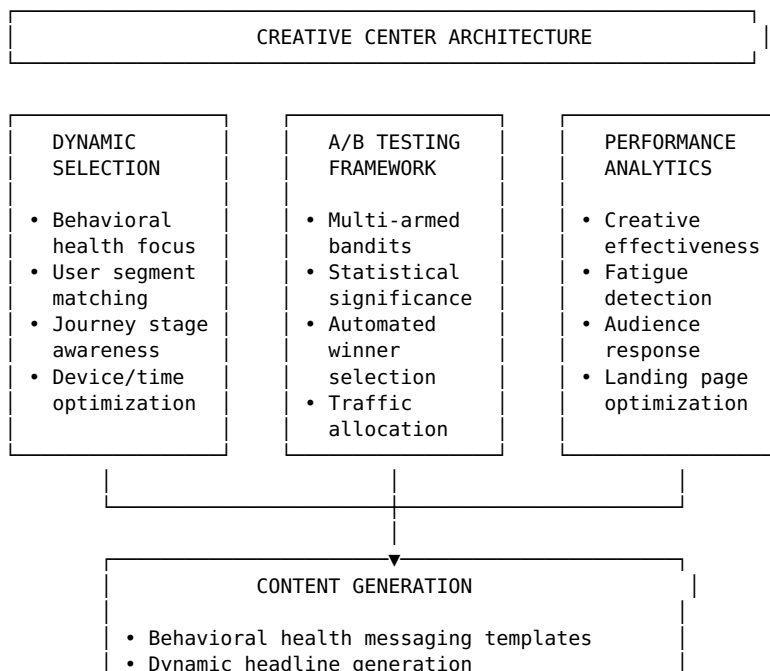 CREATIVE CENTER ARCHITECTURE
DYNAMIC
SELECTION
• Behavioral
health focus
• User segment
matching
• Journey stage
awareness
• Device/time
optimization
A/B TESTING
FRAMEWORK
• Multi-armed
bandits
• Statistical
significance
• Automated
winner
selection
• Traffic
allocation
PERFORMANCE
ANALYTICS
• Creative
effectiveness
• Fatigue
detection
• Audience
response
• Landing page
optimization
CONTENT GENERATION
• Behavioral health messaging templates
• Dynamic headline generation